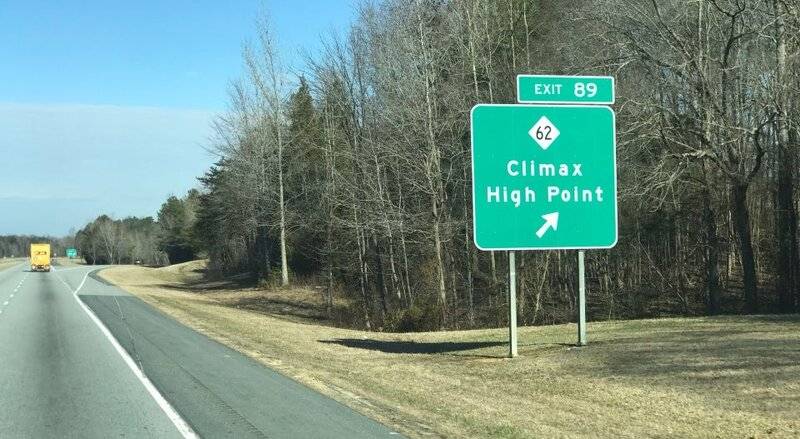 EXIT 89
62
Climax
High Point